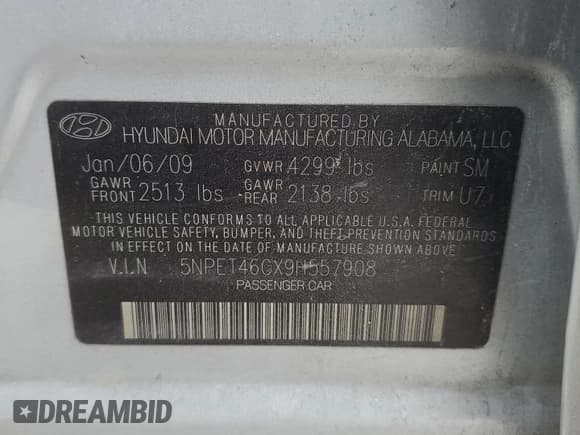 MANUFACTURED BY
HYUNDAI MOTOR MANUFACTURING ALABAMA, LLC
Jan/06/09 GVWR 4299 lbs PAINT SM
GAWR FRONT 2513 lbs GAWR REAR 2138 lbs TRIM U7
THIS VEHICLE CONFORMS TO ALL APPLICABLE U.S.A. FEDERAL
MOTOR VEHICLE SAFETY, BUMPER, AND THEFT PREVENTION STANDARDS
IN EFFECT ON THE DATE OF MANUFACTURE SHOWN ABOVE
V.I.N 5NPET46CX9H557908
PASSENGER CAR
DREAMBID